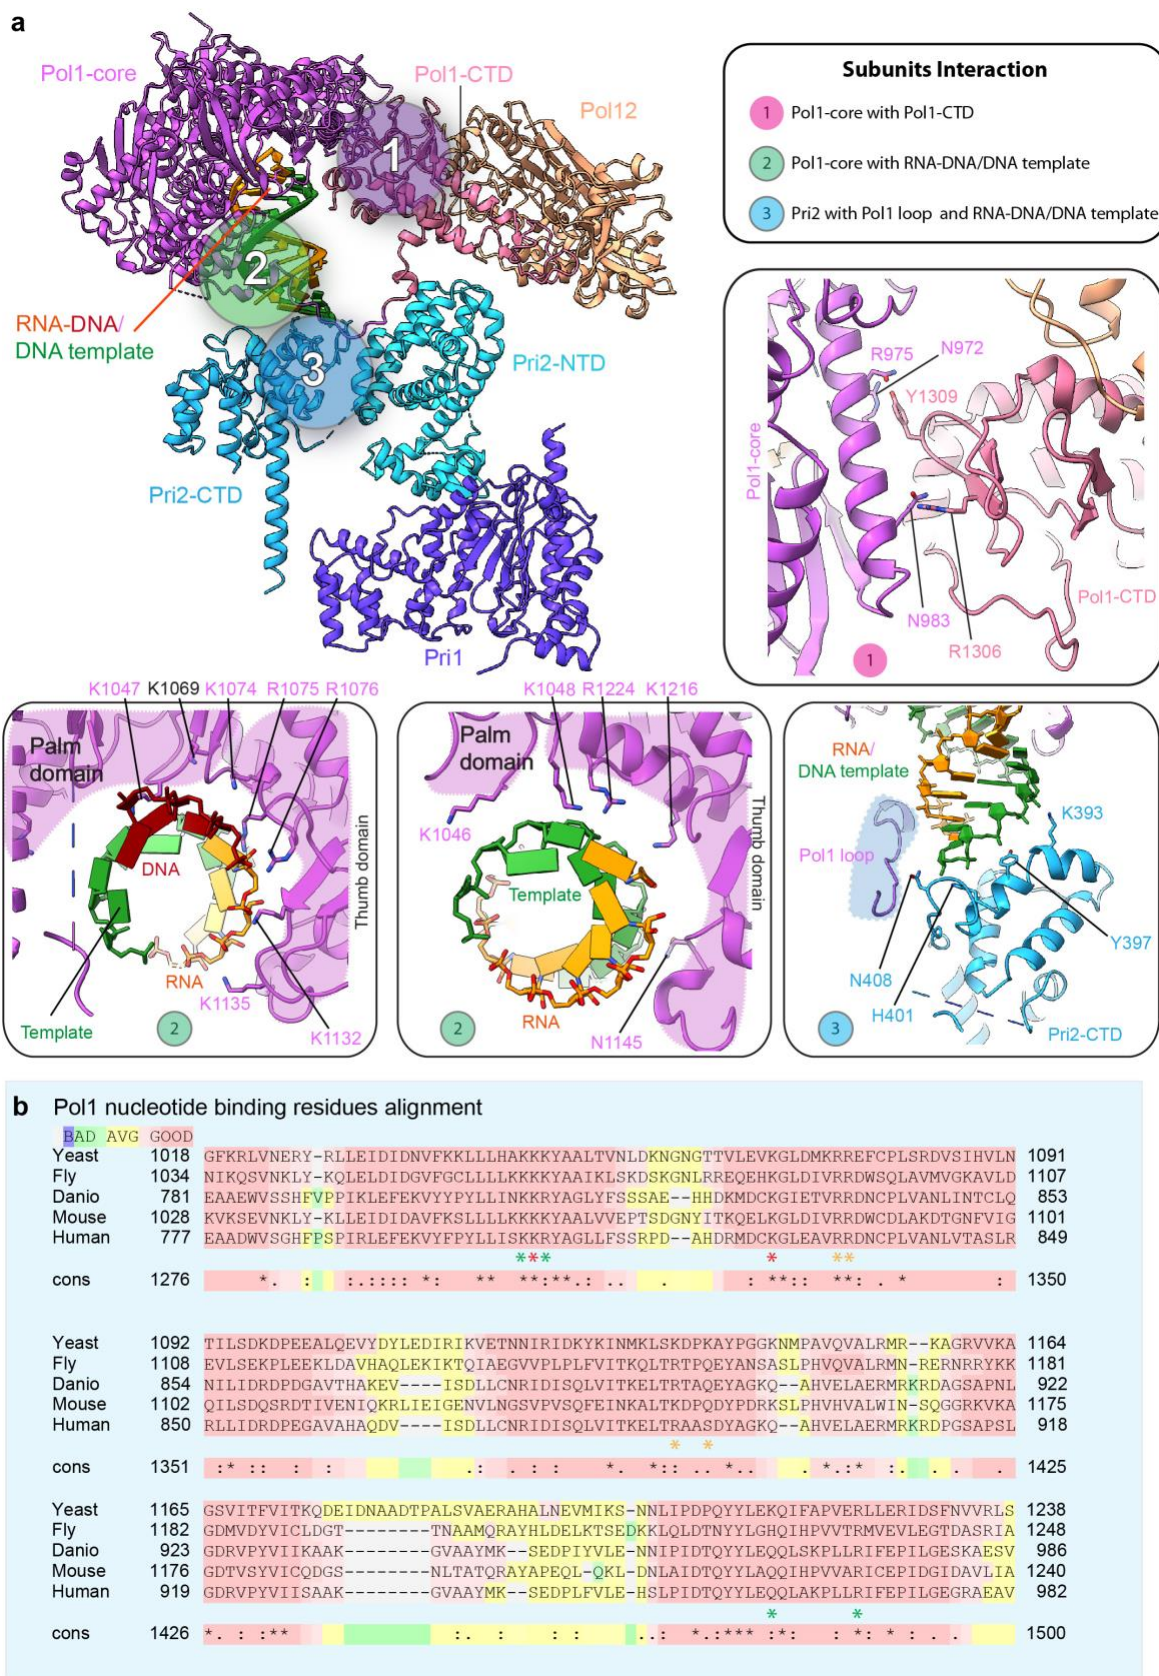 a
Pol1-core
Pol1-CTD
Pol12
1
2
3
RNA-DNA/
DNA template
Pri2-NTD
Pri2-CTD
Pri1
Subunits Interaction
1 Pol1-core with Pol1-CTD
2 Pol1-core with RNA-DNA/DNA template
3 Pri2 with Pol1 loop and RNA-DNA/DNA template
R975
N972
Y1309
Pol1-core
Pol1-CTD
N983
R1306
1
K1047 K1069 K1074 R1075 R1076
Palm
domain
DNA
Thumb domain
RNA
K1135
Template
2
K1132
K1048 R1224 K1216
Palm
domain
K1046
Template
Thumb domain
RNA
2
N1145
RNA/
DNA template
K393
Pol1 loop
Y397
N408
H401
3
Pri2-CTD
b Pol1 nucleotide binding residues alignment
BAD AVG GOOD
Yeast 1018 GFKRLVNERY-RLLEIDIDNVFKKLLLHAKKKYAALTVNLDKNGNGTTVLEVKGLDMKRREFCPLSRDVSIHVLN 1091
Fly 1034 NIKQSVNKLY-KQLELDIDGVFGCLLLLKKKKYAAIKLSKDSKGNLRREQEHKGLDIVRRDWSQLAVMVGKAVLD 1107
Danio 781 EAAEWVSSHFVPPIKLEFEKVYYPYLLINKKRYAGLYFSSSAE--HHDKMDCKGIETVRRDNCPLVANLINTCLQ 853
Mouse 1028 KVKSEVNKLY-KLLEIDIDAVFKSLLLLKKKKYAALVVEPTSDGNYITKQELKGLDIVRRDWCDLAKDTGNFVIG 1101
Human 777 EAADWVSGHFPSPIRLEFEKVYFPYLLISKKRYAGLLFSSRPD--AHDRMDCKGLEAVRRDNCPLVANLVTASLR 849
*** * **
cons 1276 *. : : :.:::: *: ** **:**.: .. . . : **: **: . * : 1350
Yeast 1092 TILSDKDPEEALQEVYDYLEDIRIKVETNNIRIDKYKINMKLSKDPKAYPGGKNMPAVQVALRMR--KAGRVVKA 1164
Fly 1108 EVLSEKPLEEKLDAVHAQLEKIKTQIAEGVVPLPLFVITKQLTRTPQEYANSASLPHVQVALRMN-RERNRRYKK 1181
Danio 854 NILIDRDPDGAVTHAKEV----ISDLLCNRIDISQLVITKELTRTAQEYAGKQ--AHVELAERMRKRDAGSAPNL 922
Mouse 1102 QILSDQSRDTIVENIQKRLIEIGENVLNGSVPVSQFEINKALTKDPQDYPDRKSLPHVHVALWIN-SQGGRKVKA 1175
Human 850 RLLIDRDPEGAVAHAQDV----ISDLLCNRIDISQLVITKELTRAASDYAGKQ--AHVELAERMRKRDPGSAPSL 918
* *
cons 1351 :* :: : : .: . : : *. *:: . *.. . *.:* :. . . 1425
Yeast 1165 GSVITFVITKQDEIDNAADTPALSVAERAHALNEVMIKS-NNLIPDPQYYLEKQIFAPVERLLERIDSFNVVRLS 1238
Fly 1182 GDMVDYVICLDGT--------TNAAMQRAYHLDELKTSEDKKLQLDTNYYLGHQIHPVVTRMVEVLEGTDASRIA 1248
Danio 923 GDRVPYVIIKAAK--------GVAAYMK--SEDPIYVLE-NNIPIDTQYYLEQQLSKPLLRIFEPILGESKAESV 986
Mouse 1176 GDTVSYVICQDGS--------NLTATQRAYAPEQL-QKL-DNLAIDTQYYLAQQIHPVVARICEPIDGIDAVLIA 1240
Human 919 GDRVPYVIISAAK--------GVAAYMK--SEDPLFVLE-HSLPIDTQYYLEQQLAKPLLRIFEPILGEGRAEAV 982
* *
cons 1426 *. : :** :. : : : ..: *.:*** :: : *: * : . . 1500